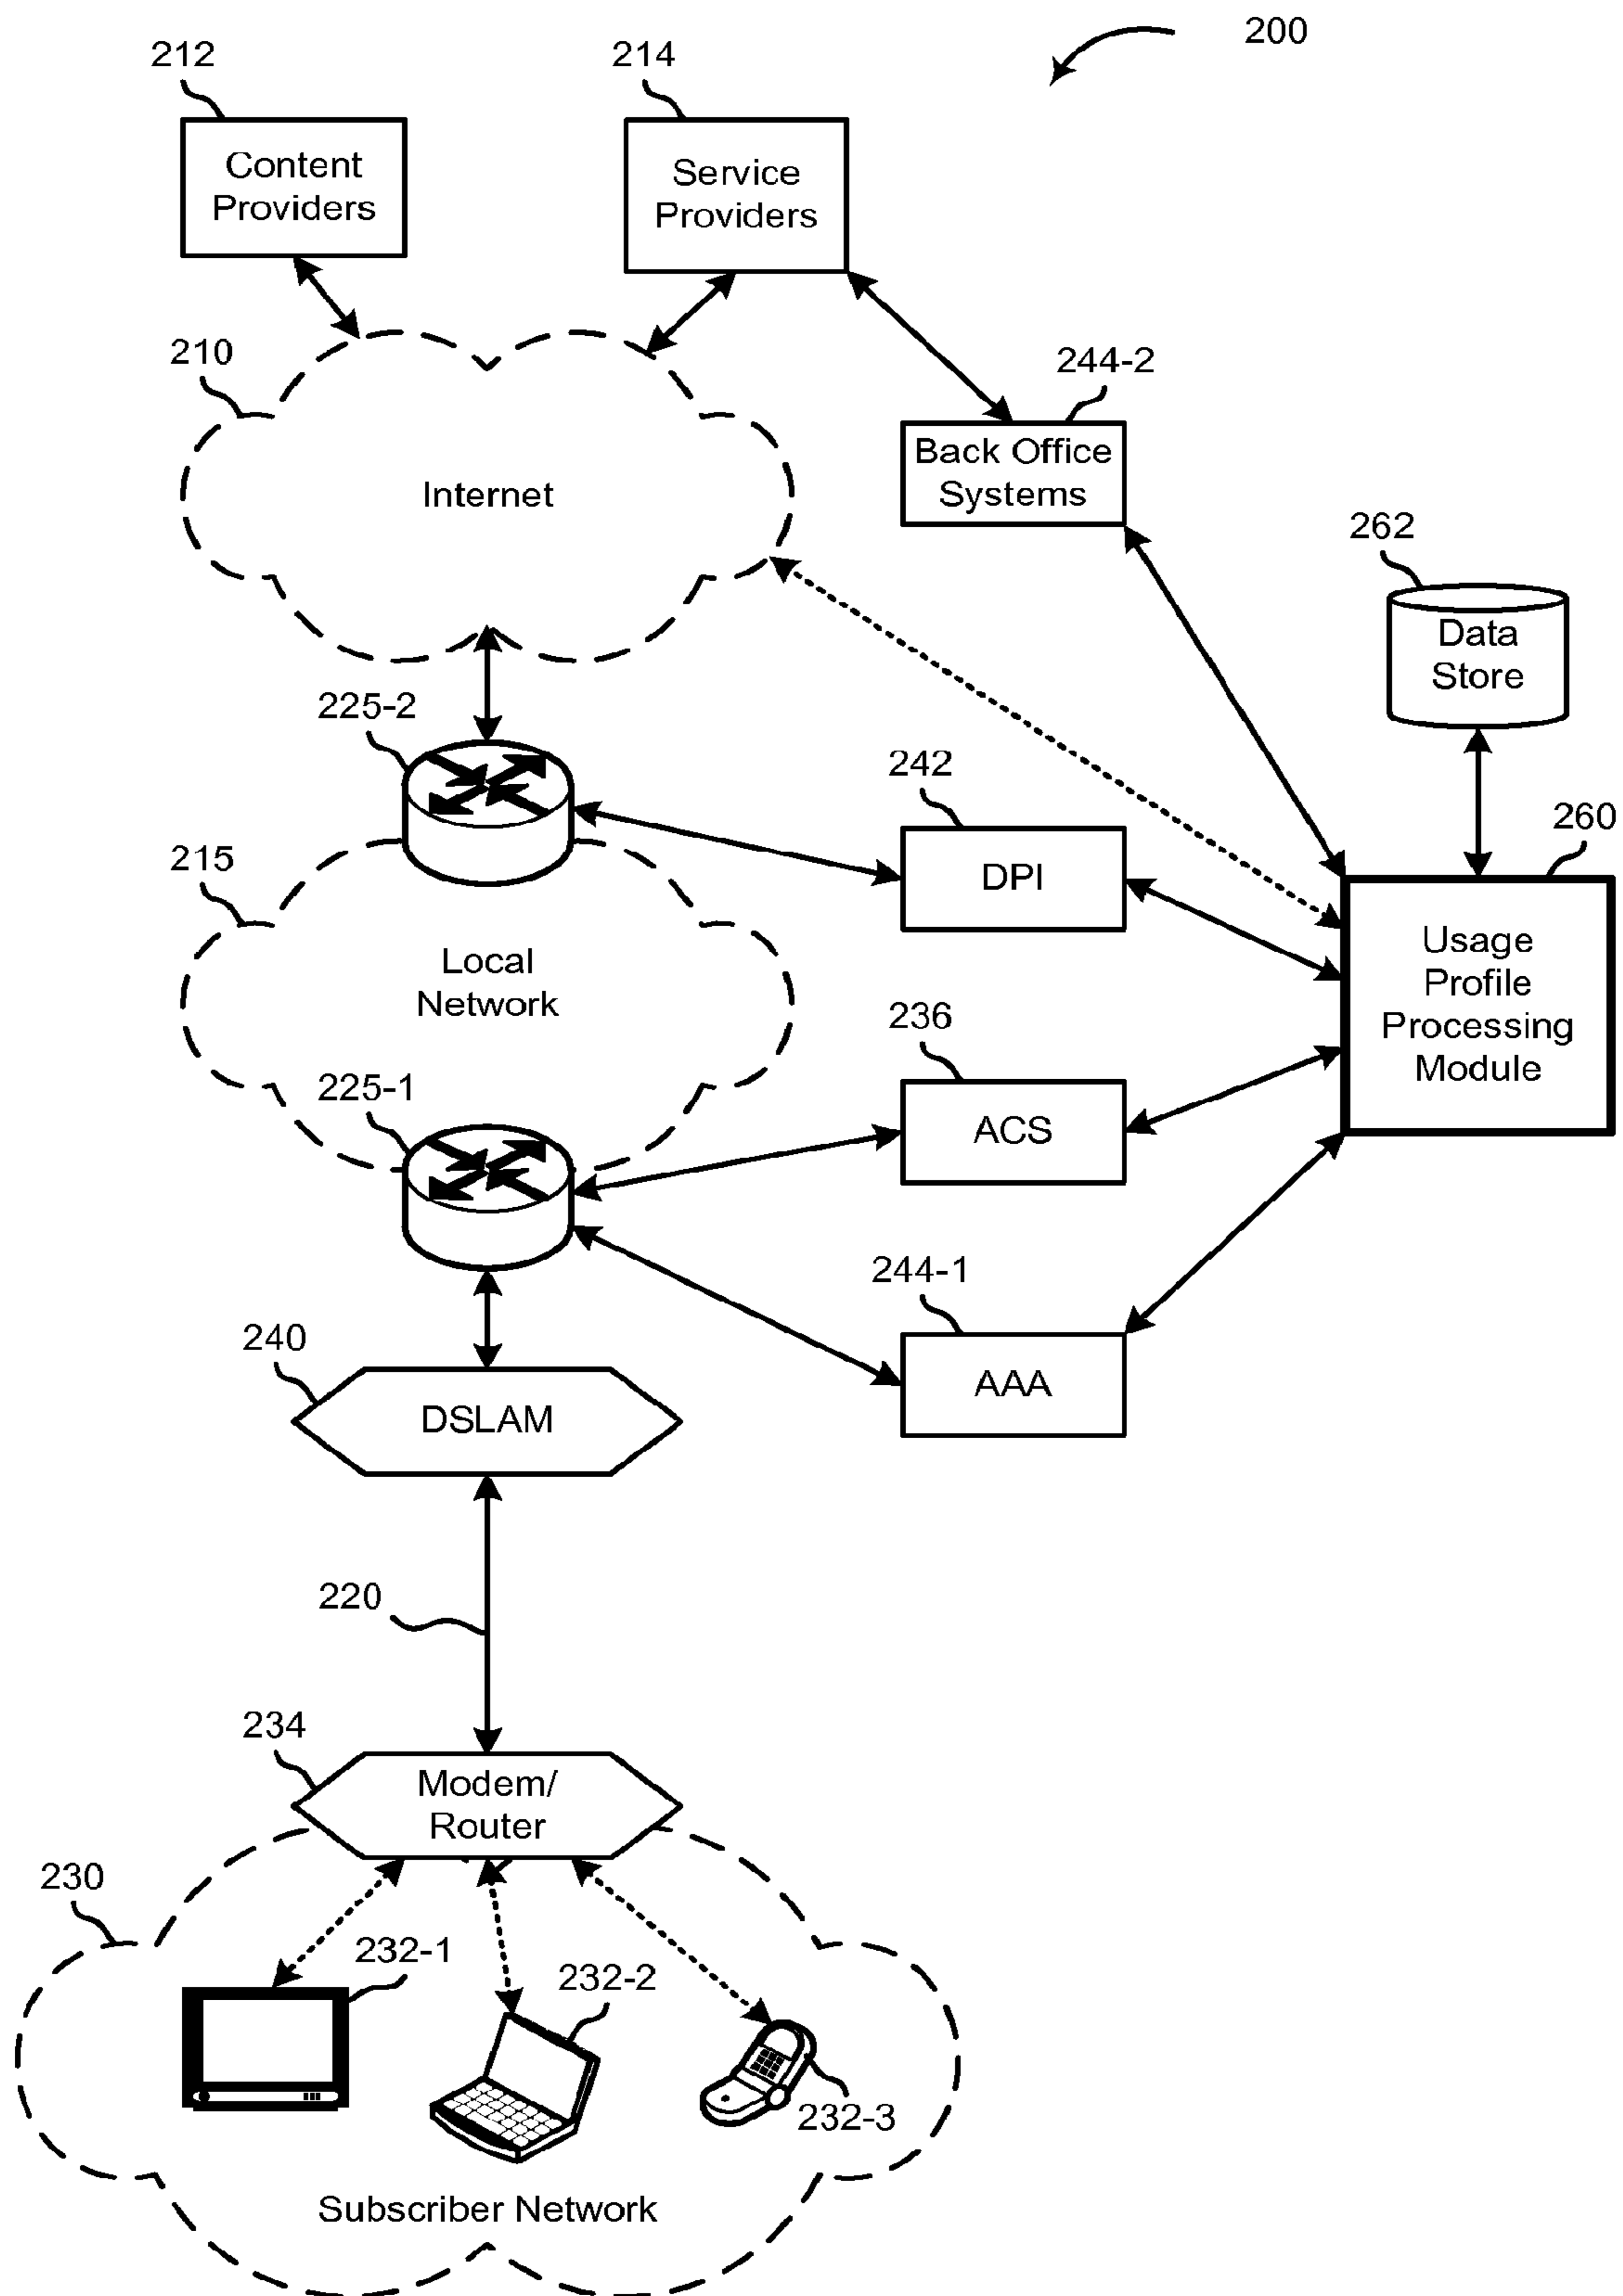 200
212
214
Content
Providers
Service
Providers
210
244-2
Back Office
Systems
Internet
262
Data
Store
225-2
242
260
215
DPI
Usage
Profile
Processing
Module
Local
Network
236
225-1
ACS
244-1
240
AAA
DSLAM
220
234
Modem/
Router
230
232-1
232-2
232-3
Subscriber Network